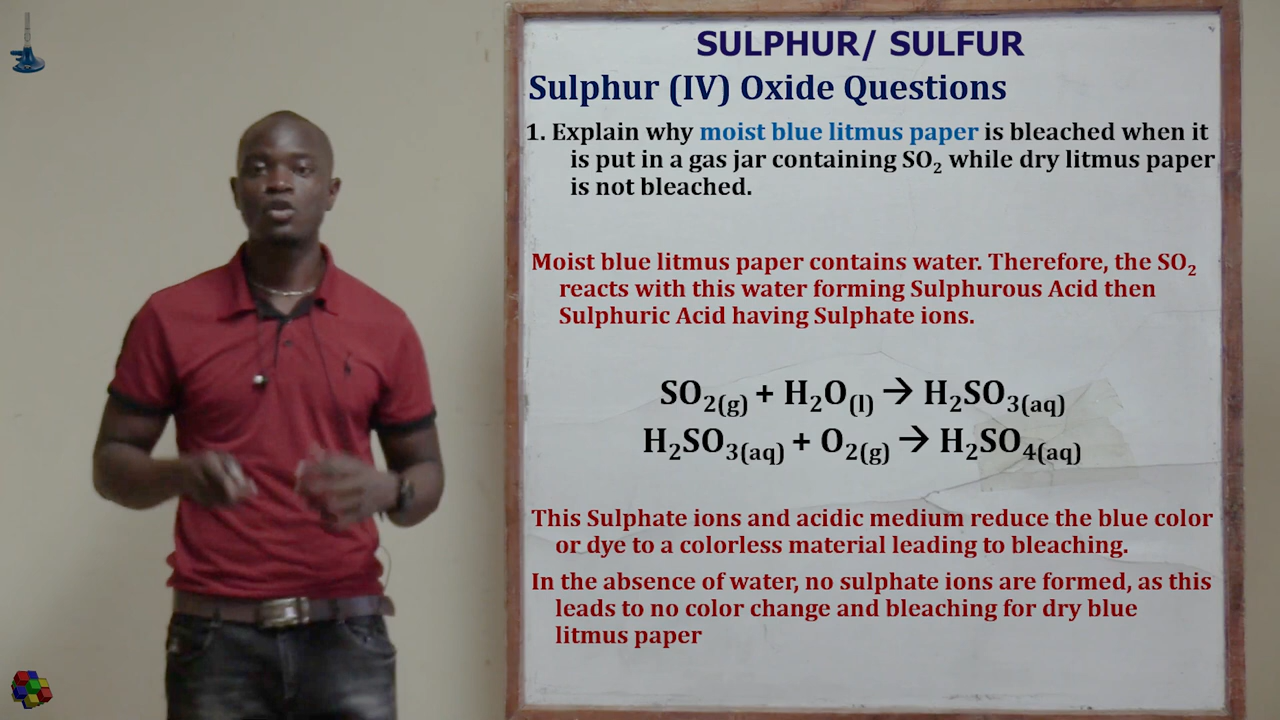 SULPHUR/ SULFUR
Sulphur (IV) Oxide Questions
1. Explain why moist blue litmus paper is bleached when it
is put in a gas jar containing SO₂ while dry litmus paper
is not bleached.
Moist blue litmus paper contains water. Therefore, the SO₂
reacts with this water forming Sulphurous Acid then
Sulphuric Acid having Sulphate ions.
SO₂(g) + H₂O(l) → H₂SO₃(aq)
H₂SO₃(aq) + O₂(g) → H₂SO₄(aq)
This Sulphate ions and acidic medium reduce the blue color
or dye to a colorless material leading to bleaching.
In the absence of water, no sulphate ions are formed, as this
leads to no color change and bleaching for dry blue
litmus paper